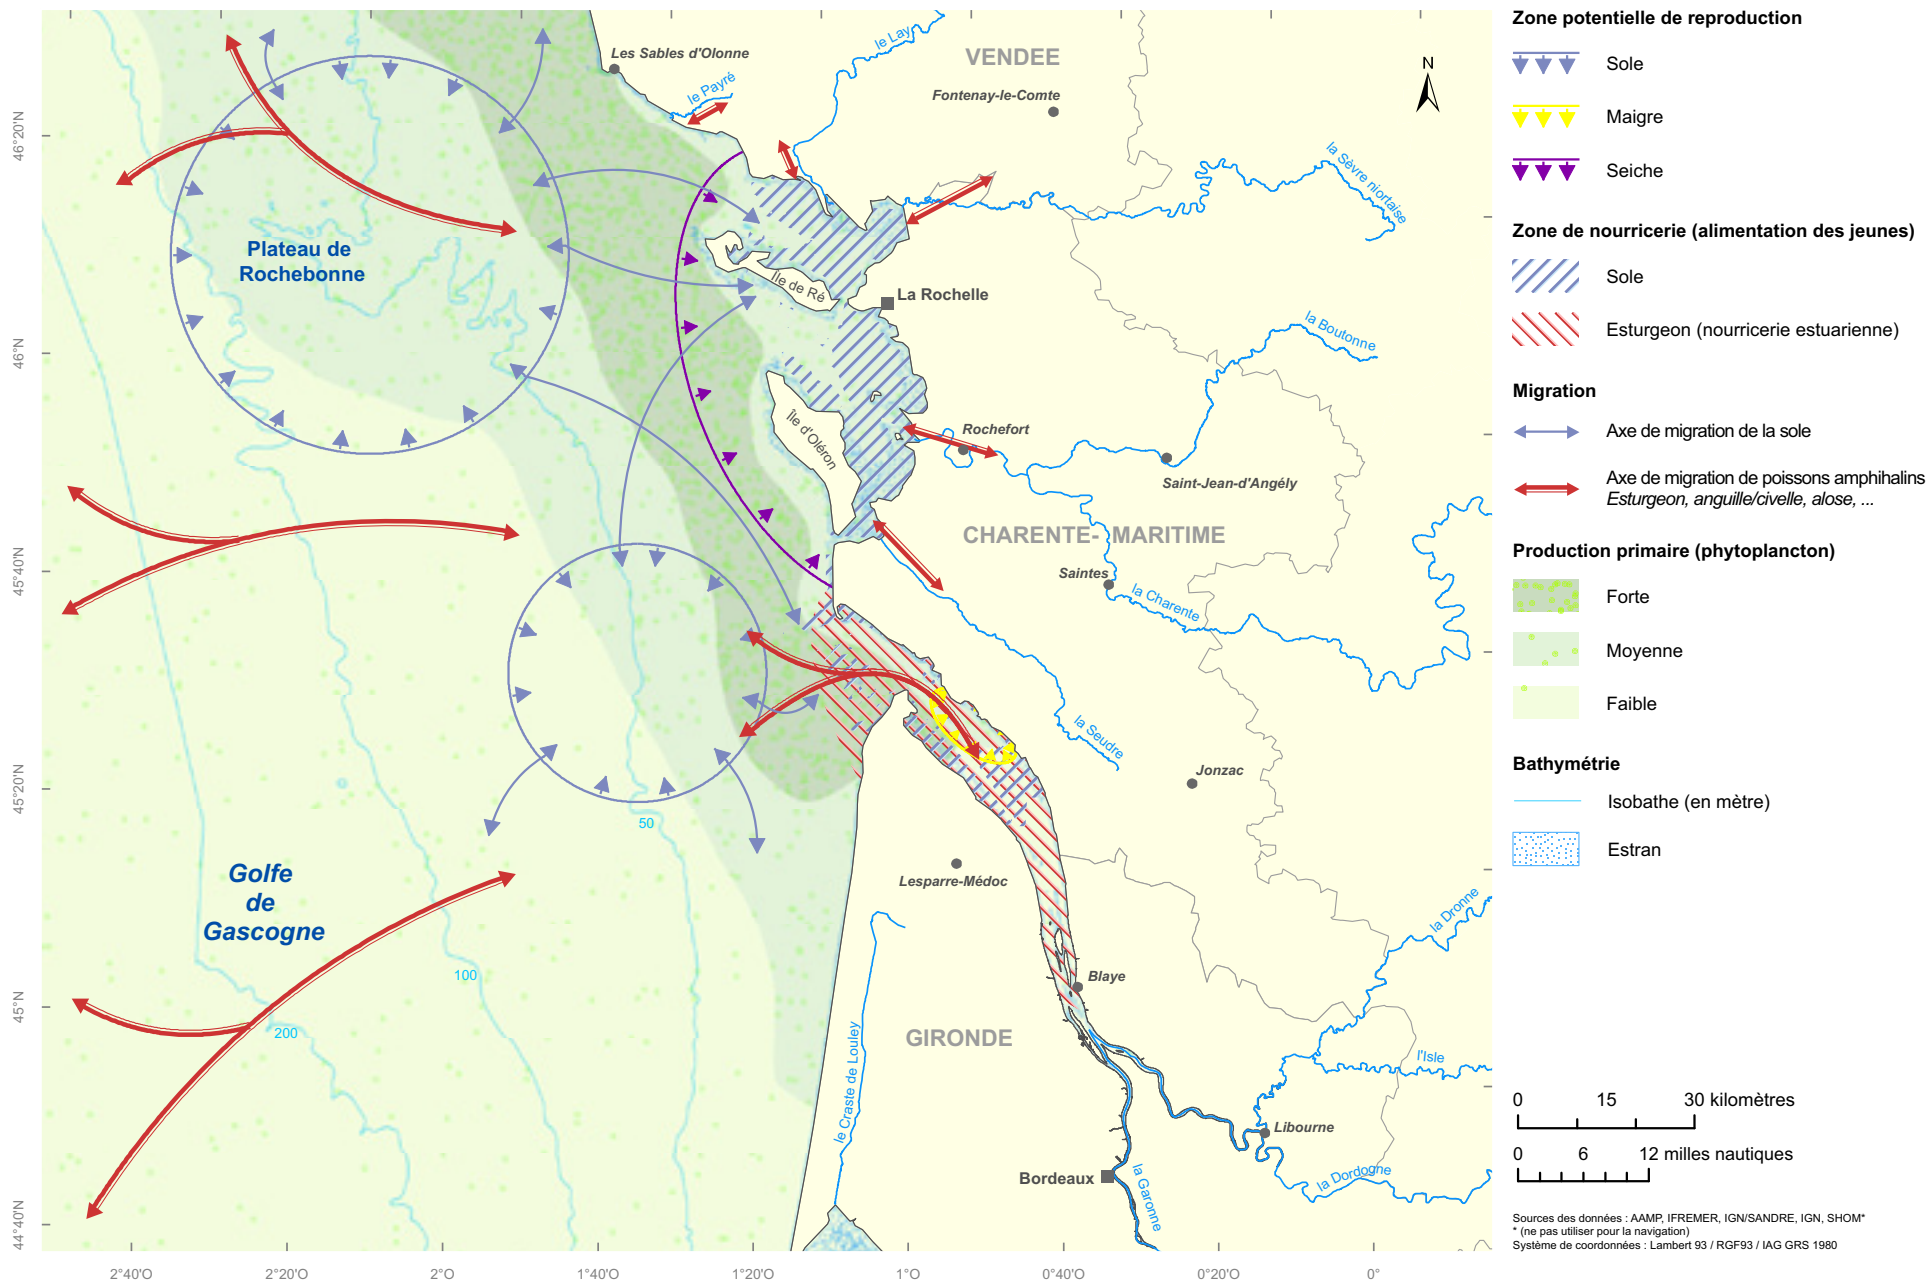 Les Sables d'Olonne
le Lay
VENDEE
le Payré
Fontenay-le-Comte
la Sèvre niortaise
Plateau de
Rochebonne
Île de Ré
La Rochelle
la Boutonne
Île d'Oléron
Rochefort
Saint-Jean-d'Angély
CHARENTE- MARITIME
Saintes
la Charente
la Seudre
Jonzac
50
Golfe
de
Gascogne
Lesparre-Médoc
la Dronne
100
Blaye
200
GIRONDE
l'Isle
le Craste de Louley
Libourne
la Dordogne
Bordeaux
la Garonne
46°20'N
46°N
45°40'N
45°20'N
45°N
44°40'N
2°40'O
2°20'O
2°O
1°40'O
1°20'O
1°O
0°40'O
0°20'O
0°
N
Zone potentielle de reproduction
Sole
Maigre
Seiche
Zone de nourricerie (alimentation des jeunes)
Sole
Esturgeon (nourricerie estuarienne)
Migration
Axe de migration de la sole
Axe de migration de poissons amphihalins
Esturgeon, anguille/civelle, alose, ...
Production primaire (phytoplancton)
Forte
Moyenne
Faible
Bathymétrie
Isobathe (en mètre)
Estran
0 15 30 kilomètres
0 6 12 milles nautiques
Sources des données : AAMP, IFREMER, IGN/SANDRE, IGN, SHOM*
* (ne pas utiliser pour la navigation)
Système de coordonnées : Lambert 93 / RGF93 / IAG GRS 1980